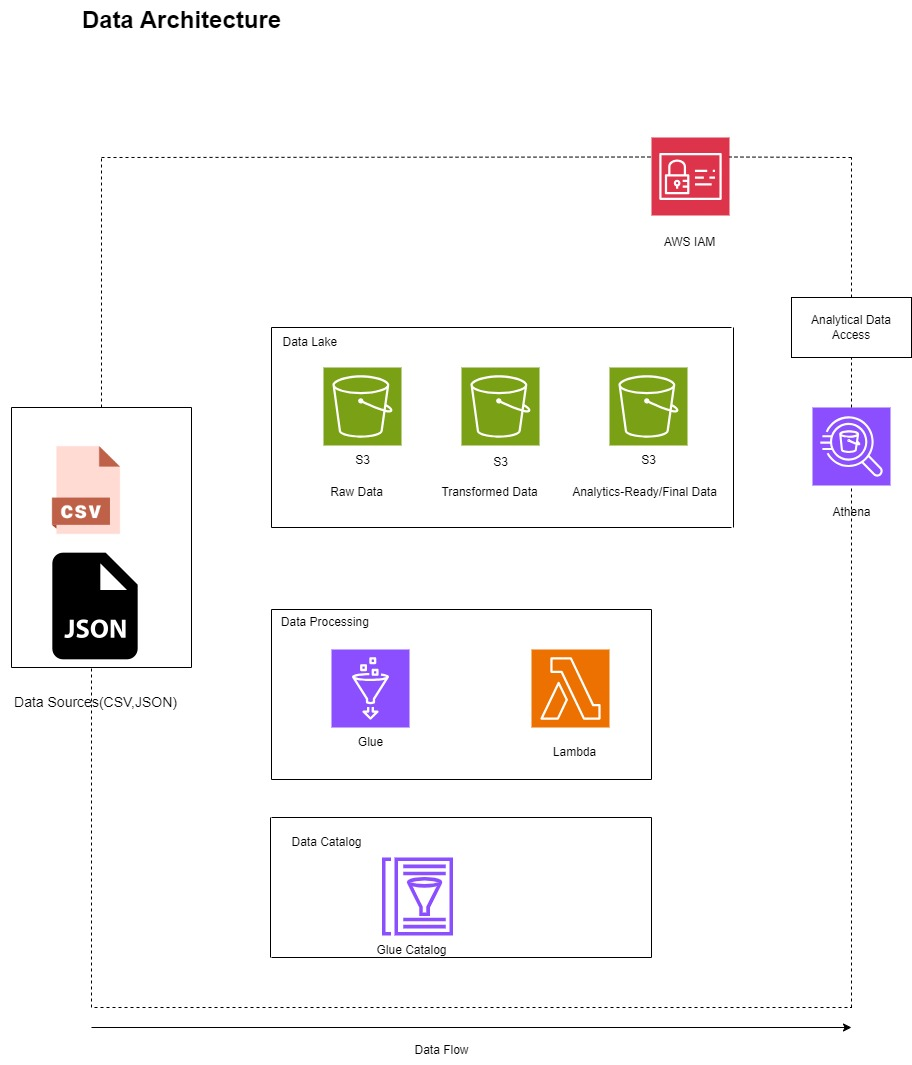 Data Architecture
AWS IAM
Analytical Data
Access
Data Lake
S3
S3
S3
Raw Data
Transformed Data
Analytics-Ready/Final Data
Athena
CSV
JSON
Data Sources(CSV,JSON)
Data Processing
Glue
Lambda
Data Catalog
Glue Catalog
Data Flow